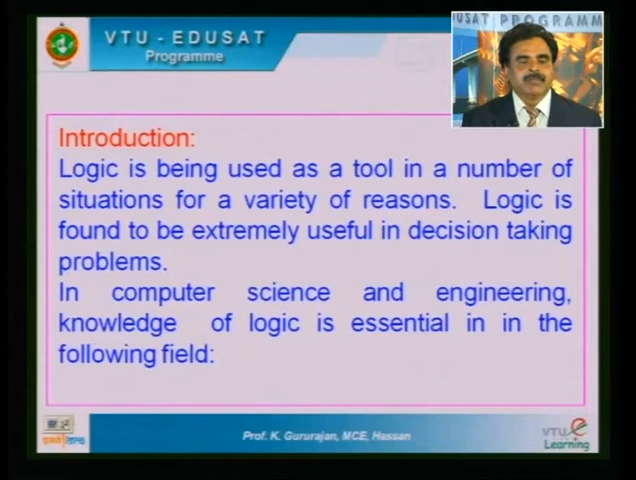 VTU - EDUSAT
Programme
DUSAT PROGRAMM
Introduction:
Logic is being used as a tool in a number of
situations for a variety of reasons. Logic is
found to be extremely useful in decision taking
problems.
In computer science and engineering,
knowledge of logic is essential in in the
following field:
Prof. K. Gururajan, MCE, Hassan
VTU e
Learning